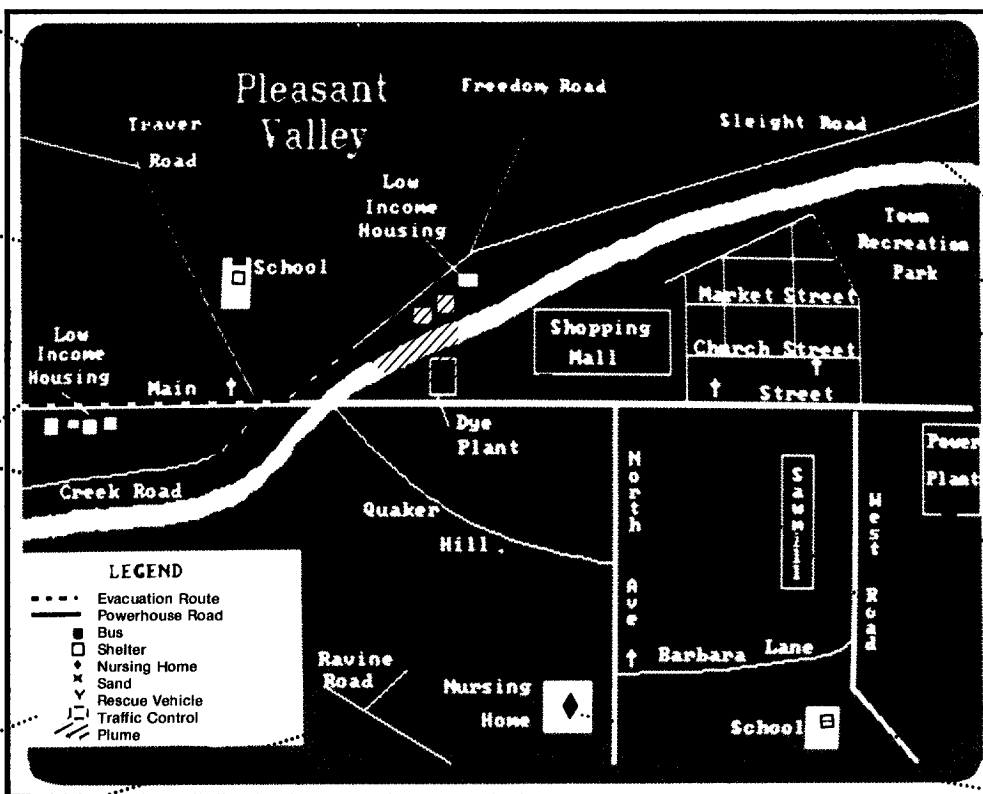 Pleasant
Valley
Freedom Road
Traver
Road
Sleight Road
Low
Income
Housing
Town
Recreation
Park
School
Market Street
Shopping
Mall
Church Street
Low
Income
Housing
Main
Street
Dye
Plant
Power
Plant
North Ave
Sawmill
West Road
Creek Road
Quaker
Hill
Barbara Lane
Ravine
Road
Nursing
Home
School
LEGEND
Evacuation Route
Powerhouse Road
Bus
Shelter
Nursing Home
Sand
Rescue Vehicle
Traffic Control
Plume